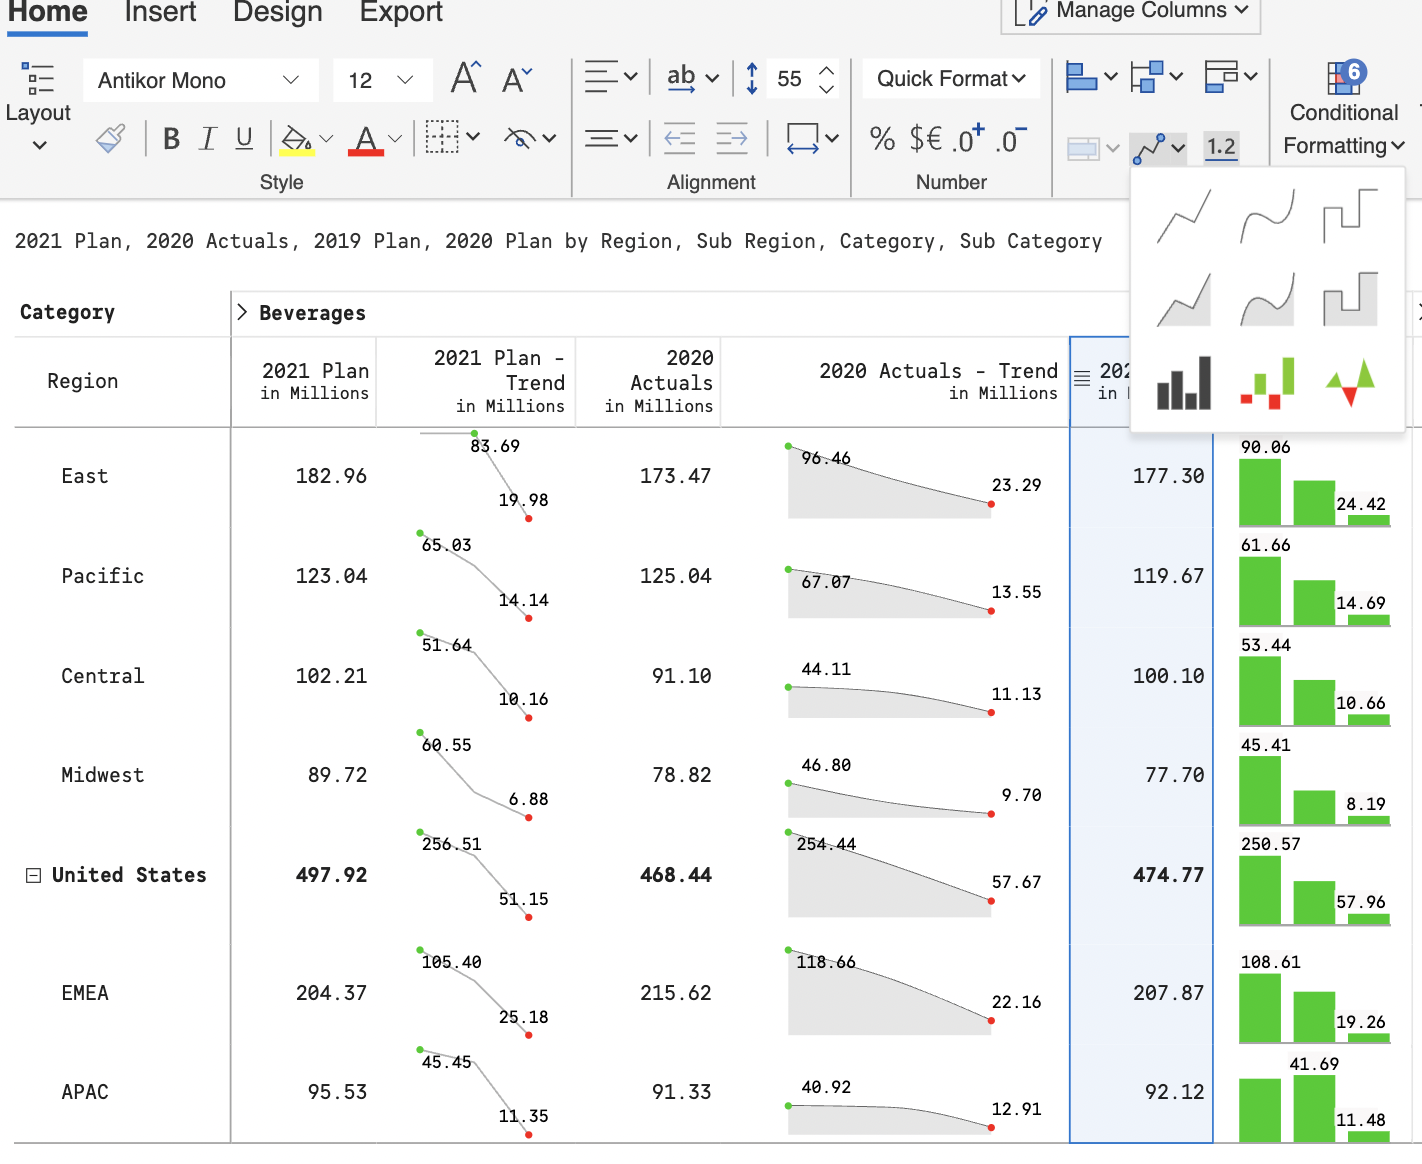 Home Insert Design Export
Manage Columns
Antikor Mono 12 A A ab 55 Quick Format 6
Layout Conditional
B I U A % $€ .0+ .0- 1.2 Formatting
Style Alignment Number
2021 Plan, 2020 Actuals, 2019 Plan, 2020 Plan by Region, Sub Region, Category, Sub Category
Category > Beverages
Region
2021 Plan
in Millions
2021 Plan -
Trend
in Millions
2020
Actuals
in Millions
2020 Actuals - Trend
in Millions
in
East 182.96 83.69 19.98 173.47 96.46 23.29 177.30 90.06 24.42
Pacific 123.04 65.03 14.14 125.04 67.07 13.55 119.67 61.66 14.69
Central 102.21 51.64 10.16 91.10 44.11 11.13 100.10 53.44 10.66
Midwest 89.72 60.55 6.88 78.82 46.80 9.70 77.70 45.41 8.19
United States 497.92 256.51 51.15 468.44 254.44 57.67 474.77 250.57 57.96
EMEA 204.37 105.40 25.18 215.62 118.66 22.16 207.87 108.61 19.26
APAC 95.53 45.45 11.35 91.33 40.92 12.91 92.12 41.69 11.48